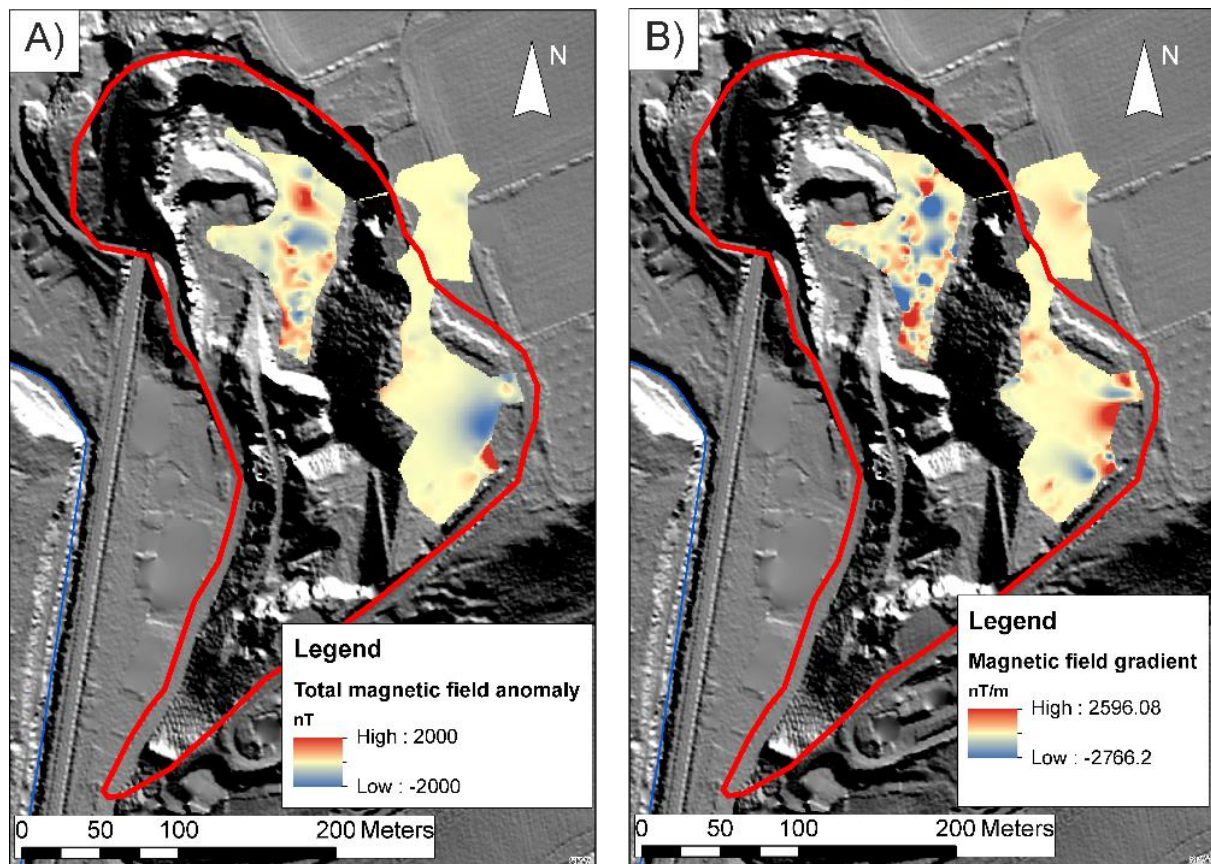 A)
N
Legend
Total magnetic field anomaly
nT
High : 2000
Low : -2000
0 50 100 200 Meters
B)
N
Legend
Magnetic field gradient
nT/m
High : 2596.08
Low : -2766.2
0 50 100 200 Meters